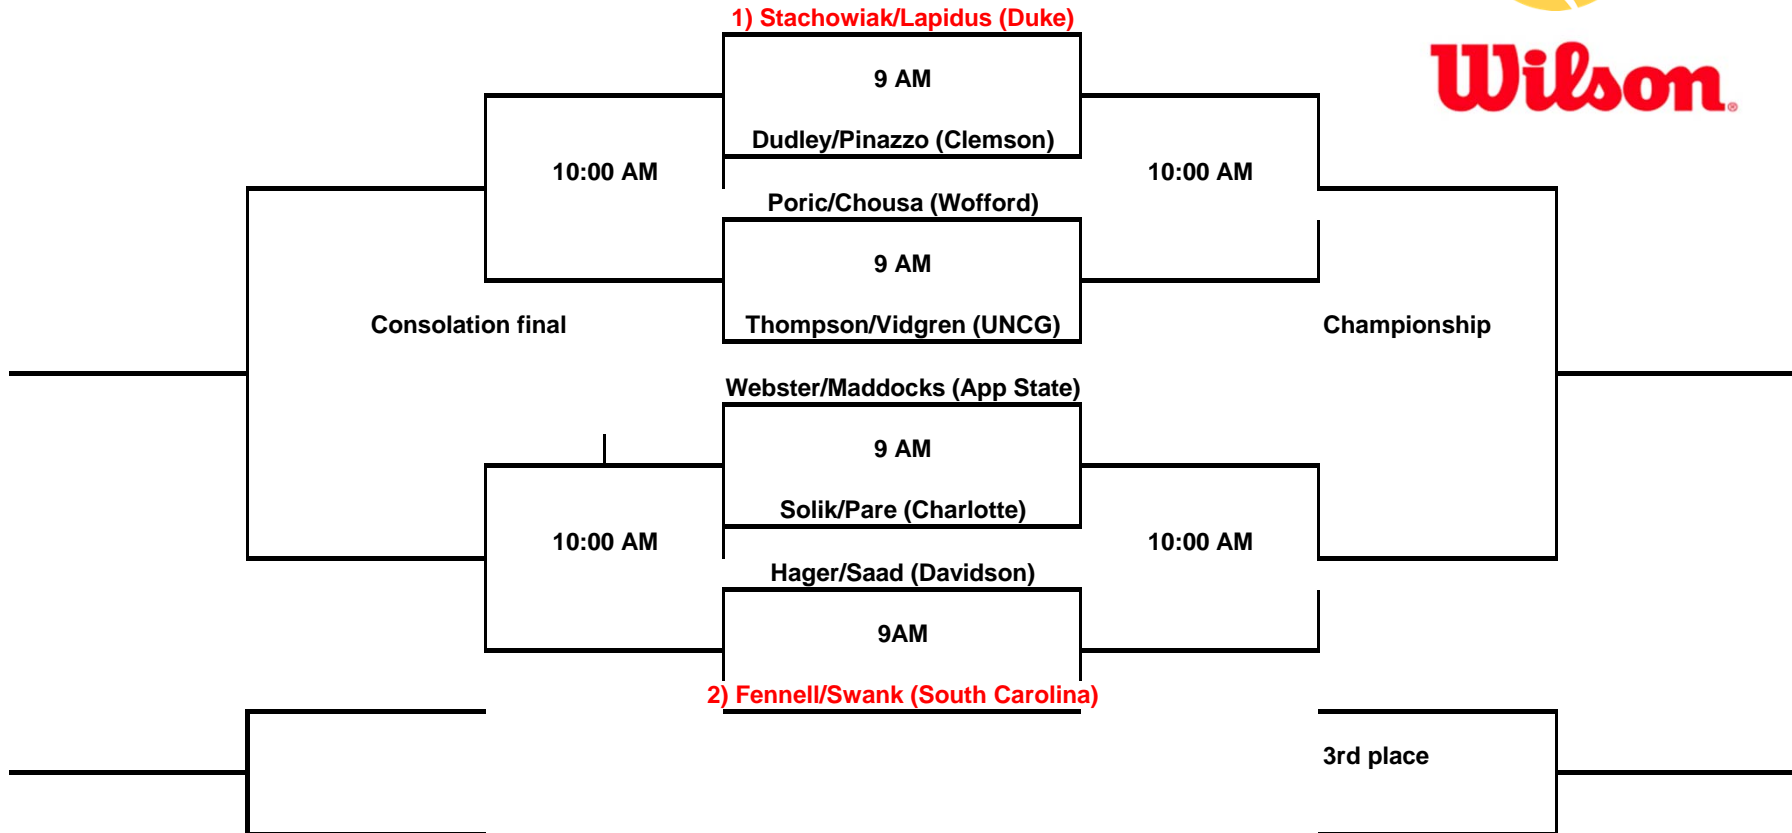 1) Stachowiak/Lapidus (Duke)
Wilson®
9 AM
Dudley/Pinazzo (Clemson)
10:00 AM
10:00 AM
Poric/Chousa (Wofford)
9 AM
Consolation final
Thompson/Vidgren (UNCG)
Championship
Webster/Maddocks (App State)
9 AM
Solik/Pare (Charlotte)
10:00 AM
10:00 AM
Hager/Saad (Davidson)
9AM
2) Fennell/Swank (South Carolina)
3rd place